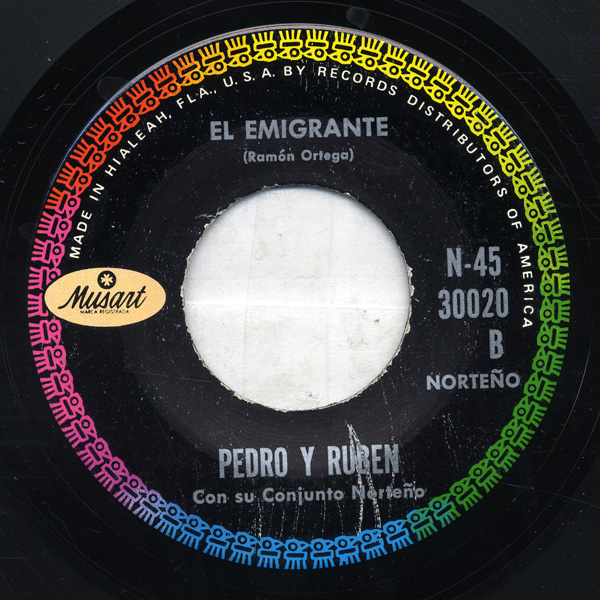 MADE IN HIALEAH, FLA., U.S.A. BY RECORDS DISTRIBUTORS OF AMERICA
EL EMIGRANTE
(Ramón Ortega)
Musart
MARCA REGISTRADA
N-45
30020
B
NORTEÑO
PEDRO Y RUBEN
Con su Conjunto Norteño